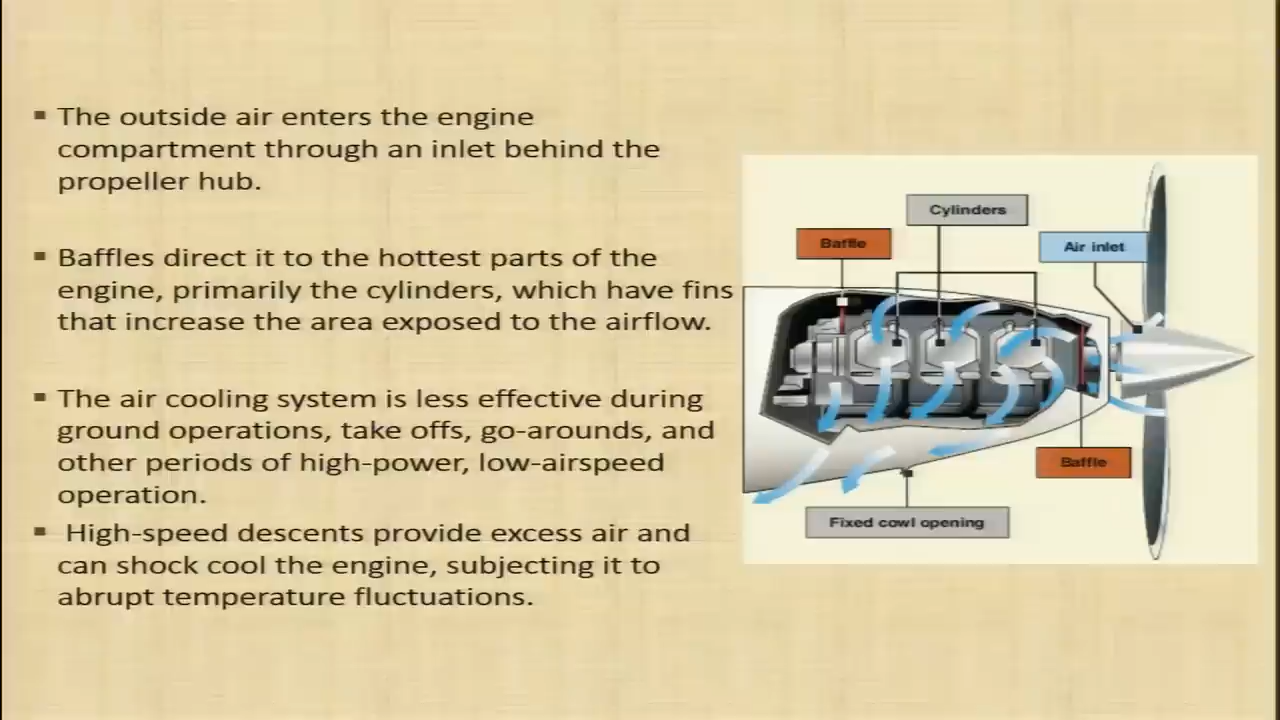 ▪ The outside air enters the engine
compartment through an inlet behind the
propeller hub.
▪ Baffles direct it to the hottest parts of the
engine, primarily the cylinders, which have fins
that increase the area exposed to the airflow.
▪ The air cooling system is less effective during
ground operations, take offs, go-arounds, and
other periods of high-power, low-airspeed
operation.
▪ High-speed descents provide excess air and
can shock cool the engine, subjecting it to
abrupt temperature fluctuations.
Cylinders
Baffle
Air inlet
Baffle
Fixed cowl opening